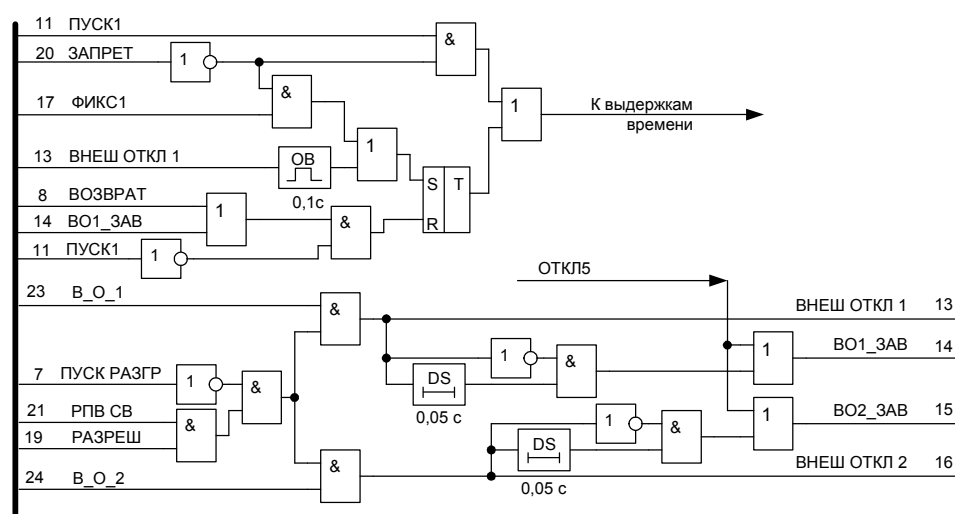 11 ПУСК1
&
20 ЗАПРЕТ
1
&
17 ФИКС1
1
К выдержкам
времени
13 ВНЕШ ОТКЛ 1
ОВ
0,1с
1
S T
R
8 ВОЗВРАТ
14 ВО1_ЗАВ
1
&
11 ПУСК1
1
23 В_О_1
&
ОТКЛ5
ВНЕШ ОТКЛ 1 13
1
&
1
ВО1_ЗАВ 14
7 ПУСК РАЗГР
1
&
DS
0,05 с
21 РПВ СВ
19 РАЗРЕШ
&
1
&
1
ВО2_ЗАВ 15
DS
0,05 с
24 В_О_2
&
ВНЕШ ОТКЛ 2 16